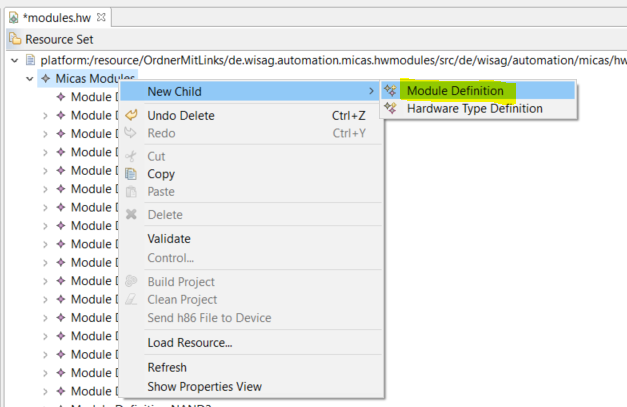 *modules.hw
Resource Set
platform:/resource/OrdnerMitLinks/de.wisag.automation.micas.hwmodules/src/de/wisag/automation/micas/hw
Micas Modules
Module D
New Child
Module Definition
Hardware Type Definition
Module D
Undo Delete Ctrl+Z
Module D
Redo Ctrl+Y
Module D
Cut
Module D
Copy
Module D
Paste
Module D
Delete
Module D
Validate
Module D
Control...
Module D
Build Project
Module D
Clean Project
Module D
Send h86 File to Device
Module D
Load Resource...
Module D
Refresh
Module D
Show Properties View
Module D
Module Definition NAND2